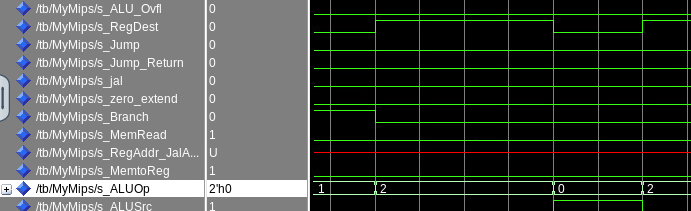 /tb/MyMips/s_ALU_Ovfl 0
/tb/MyMips/s_RegDest 0
/tb/MyMips/s_Jump 0
/tb/MyMips/s_Jump_Return 0
/tb/MyMips/s_jal 0
/tb/MyMips/s_zero_extend 0
/tb/MyMips/s_Branch 0
/tb/MyMips/s_MemRead 1
/tb/MyMips/s_RegAddr_JalA... U
/tb/MyMips/s_MemtoReg 1
/tb/MyMips/s_ALUOp 2'h0 1 2 0 2
/tb/MyMips/s_ALUSrc 1